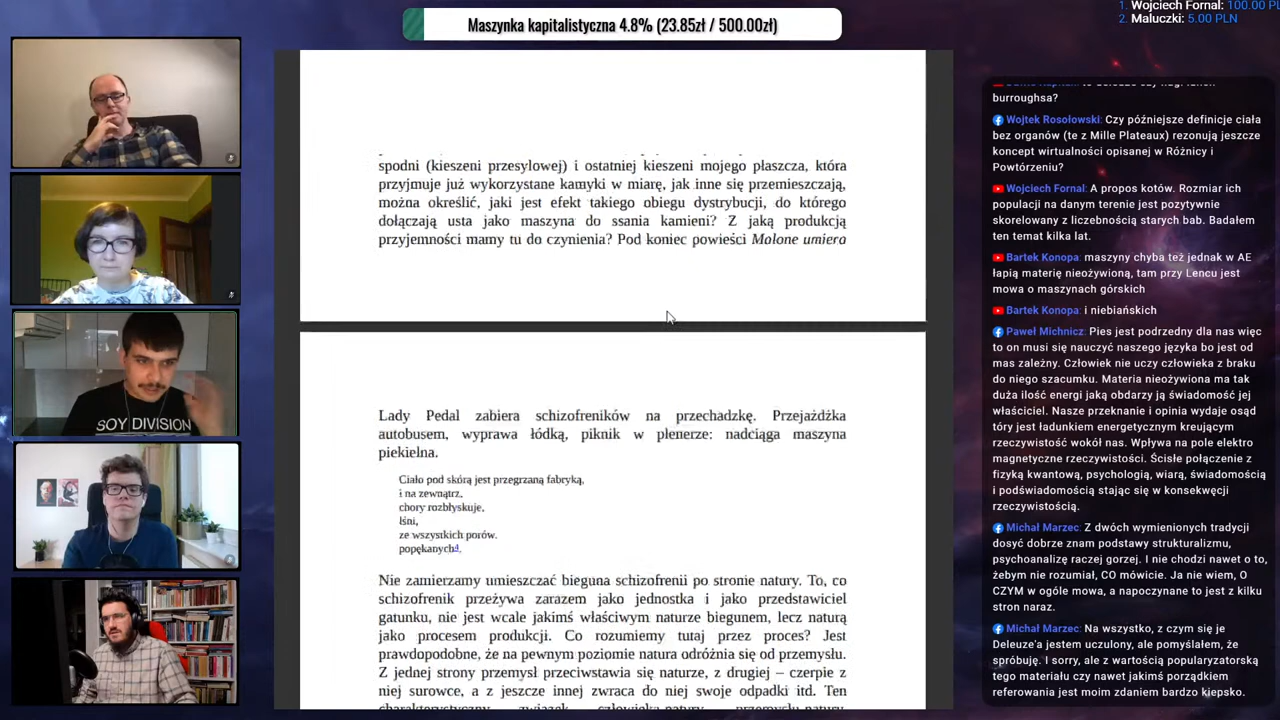 Maszynka kapitalistyczna 4.8% (23.85zł / 500.00zł)
1. Wojciech Fornal: 100.00
2. Maluczki: 5.00 PLN
SOY DIVISION
spodni (kieszeni przesyłowej) i ostatniej kieszeni mojego płaszcza, która
przyjmuje już wykorzystane kamyki w miarę, jak inne się przemieszczają,
można określić, jaki jest efekt takiego obiegu dystrybucji, do którego
dołączają usta jako maszyna do ssania kamieni? Z jaką produkcją
przyjemności mamy tu do czynienia? Pod koniec powieści Malone umiera
Lady Pedal zabiera schizofreników na przechadzkę. Przejażdżka
autobusem, wyprawa łódką, piknik w plenerze: nadciąga maszyna
piekielna.
Ciało pod skórą jest przegrzaną fabryką,
i na zewnątrz,
chory rozbłyskuje,
lśni,
ze wszystkich porów.
popękanych4.
Nie zamierzamy umieszczać bieguna schizofrenii po stronie natury. To, co
schizofrenik przeżywa zarazem jako jednostka i jako przedstawiciel
gatunku, nie jest wcale jakimś właściwym naturze biegunem, lecz naturą
jako procesem produkcji. Co rozumiemy tutaj przez proces? Jest
prawdopodobne, że na pewnym poziomie natura odróżnia się od przemysłu.
Z jednej strony przemysł przeciwstawia się naturze, z drugiej – czerpie z
niej surowce, a z jeszcze innej zwraca do niej swoje odpadki itd. Ten
burroughsa?
Wojtek Rosołowski: Czy późniejsze definicje ciała
bez organów (te z Mille Plateaux) rezonują jeszcze
koncept wirtualności opisanej w Różnicy i
Powtórzeniu?
Wojciech Fornal: A propos kotów. Rozmiar ich
populacji na danym terenie jest pozytywnie
skorelowany z liczebnością starych bab. Badałem
ten temat kilka lat.
Bartek Konopa: maszyny chyba też jednak w AE
łapią materię nieożywioną, tam przy Lencu jest
mowa o maszynach górskich
Bartek Konopa: i niebiańskich
Paweł Michnicz: Pies jest podrzędny dla nas więc
to on musi się nauczyć naszego języka bo jest od
mas zależny. Człowiek nie uczy człowieka z braku
do niego szacumku. Materia nieożywiona ma tak
duża ilość energi jaką obdarzy ją świadomość jej
właściciel. Nasze przeknanie i opinia wydaje osąd
tóry jest ładunkiem energetycznym kreującym
rzeczywistość wokół nas. Wpływa na pole elektro
magnetyczne rzeczywistości. Ścisłe połączenie z
fizyką kwantową, psychologią, wiarą, świadomością
i podświadomością stając się w konsekwęcji
rzeczywistością.
Michał Marzec: Z dwóch wymienionych tradycji
dosyć dobrze znam podstawy strukturalizmu,
psychoanalizę raczej gorzej. I nie chodzi nawet o to,
żebym nie rozumiał, CO mówicie. Ja nie wiem, O
CZYM w ogóle mowa, a napoczynane to jest z kilku
stron naraz.
Michał Marzec: Na wszystko, z czym się je
Deleuze'a jestem uczulony, ale pomyślałem, że
spróbuję. I sorry, ale z wartością popularyzatorską
tego materiału czy nawet jakimś porządkiem
referowania jest moim zdaniem bardzo kiepsko.